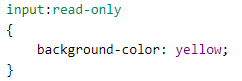 input:read-only
{
    background-color: yellow;
}